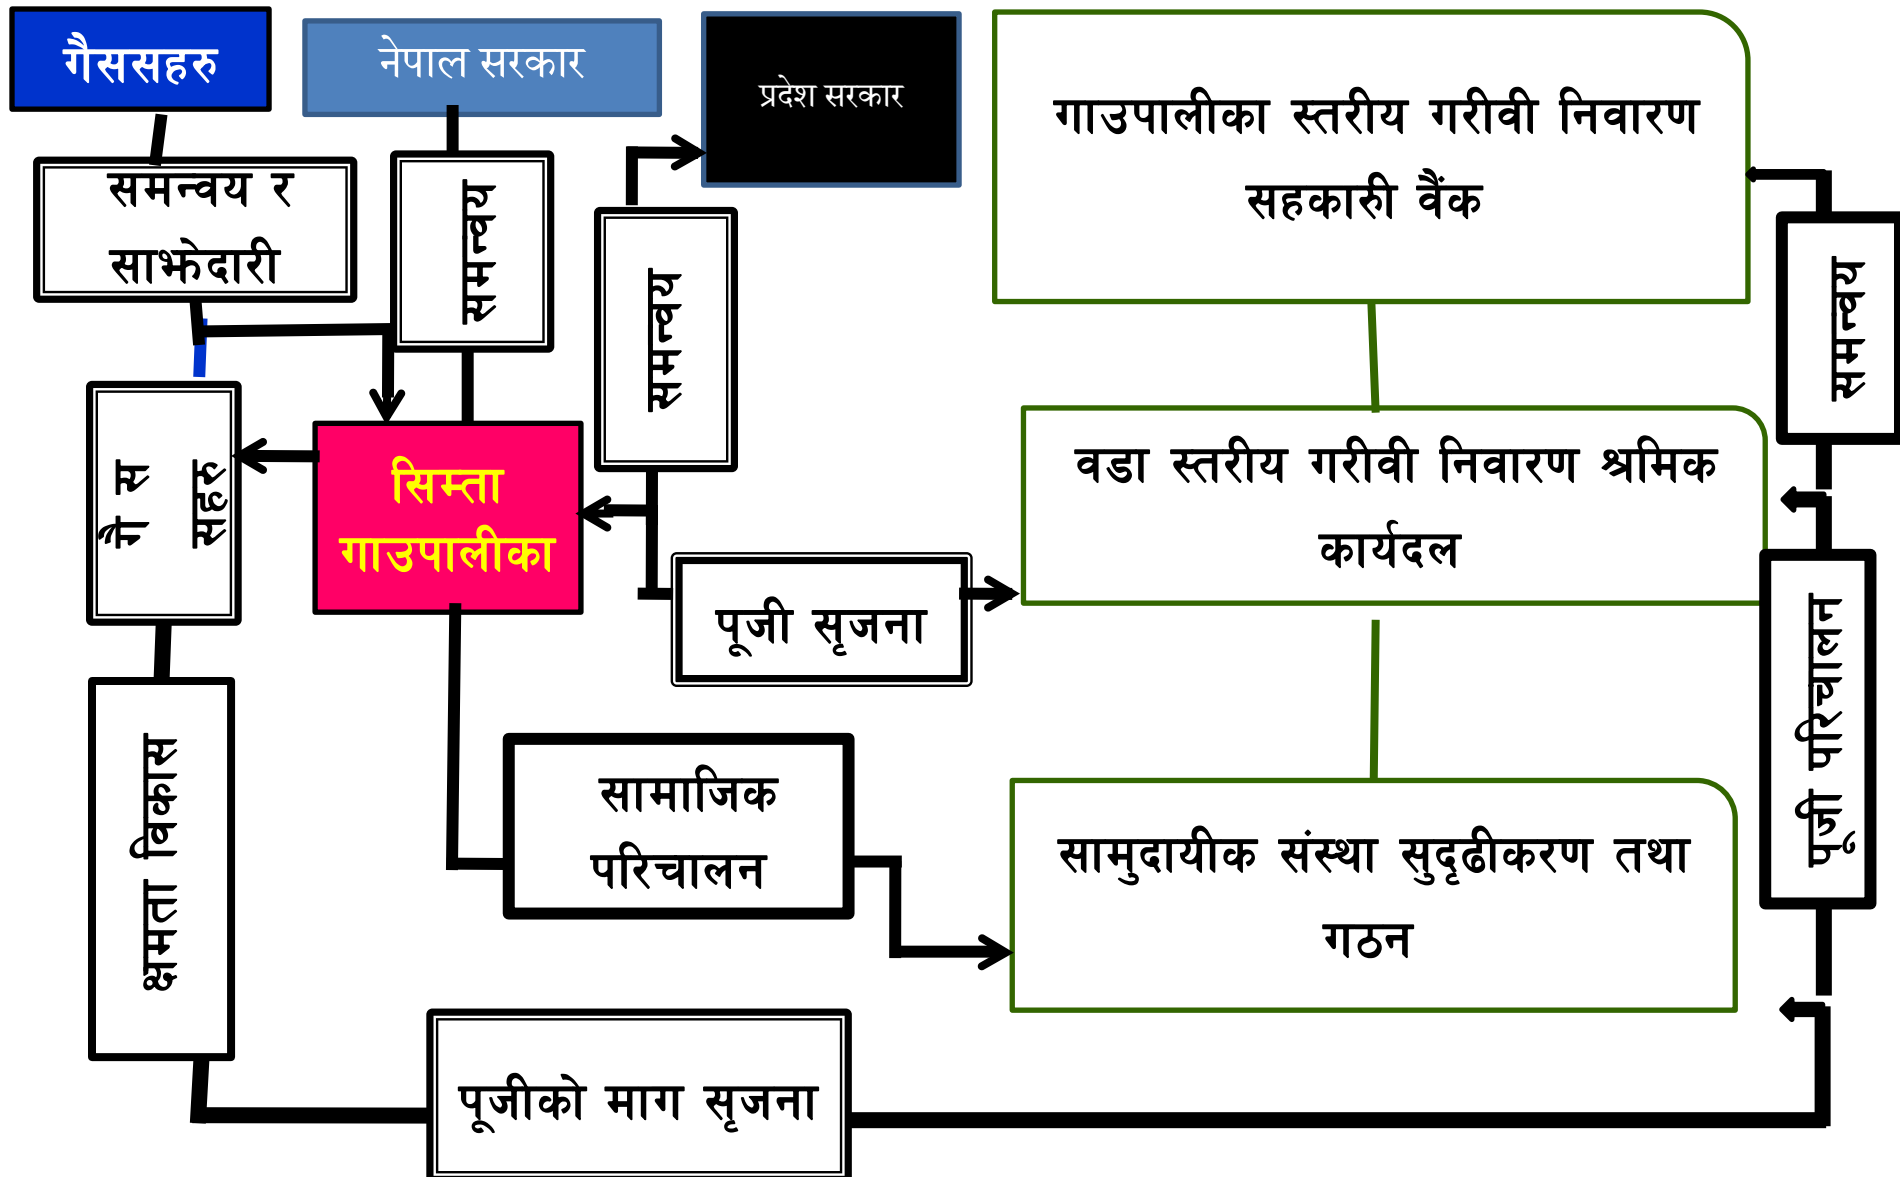 गैससहरु
नेपाल सरकार
प्रदेश सरकार
गाउपालीका स्तरीय गरीवी निवारण
सहकारुी वैंक
समन्वय र
साझेदारी
समन्वय
समन्वय
समन्वय
गै स स
हरु
सिम्ता
गाउपालीका
वडा स्तरीय गरीवी निवारण श्रमिक
कार्यदल
पूजी सृजना
पूजी परिचालन
क्षमता विकास
सामाजिक
परिचालन
सामुदायीक संस्था सुदृढीकरण तथा
गठन
पूजीको माग सृजना